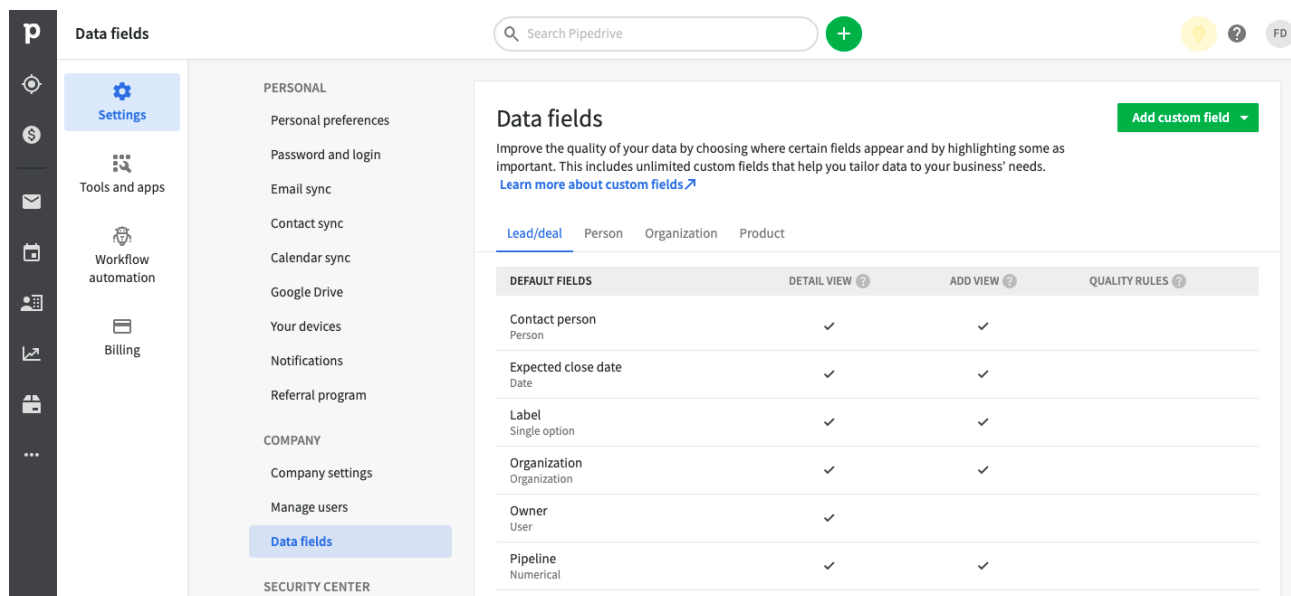 p
Data fields
Search Pipedrive
+
?
FD
Settings
Tools and apps
Workflow
automation
Billing
PERSONAL
Personal preferences
Password and login
Email sync
Contact sync
Calendar sync
Google Drive
Your devices
Notifications
Referral program
COMPANY
Company settings
Manage users
Data fields
SECURITY CENTER
Data fields
Add custom field
Improve the quality of your data by choosing where certain fields appear and by highlighting some as
important. This includes unlimited custom fields that help you tailor data to your business' needs.
Learn more about custom fields
Lead/deal Person Organization Product
DEFAULT FIELDS DETAIL VIEW ? ADD VIEW ? QUALITY RULES ?
Contact person
Person
Expected close date
Date
Label
Single option
Organization
Organization
Owner
User
Pipeline
Numerical